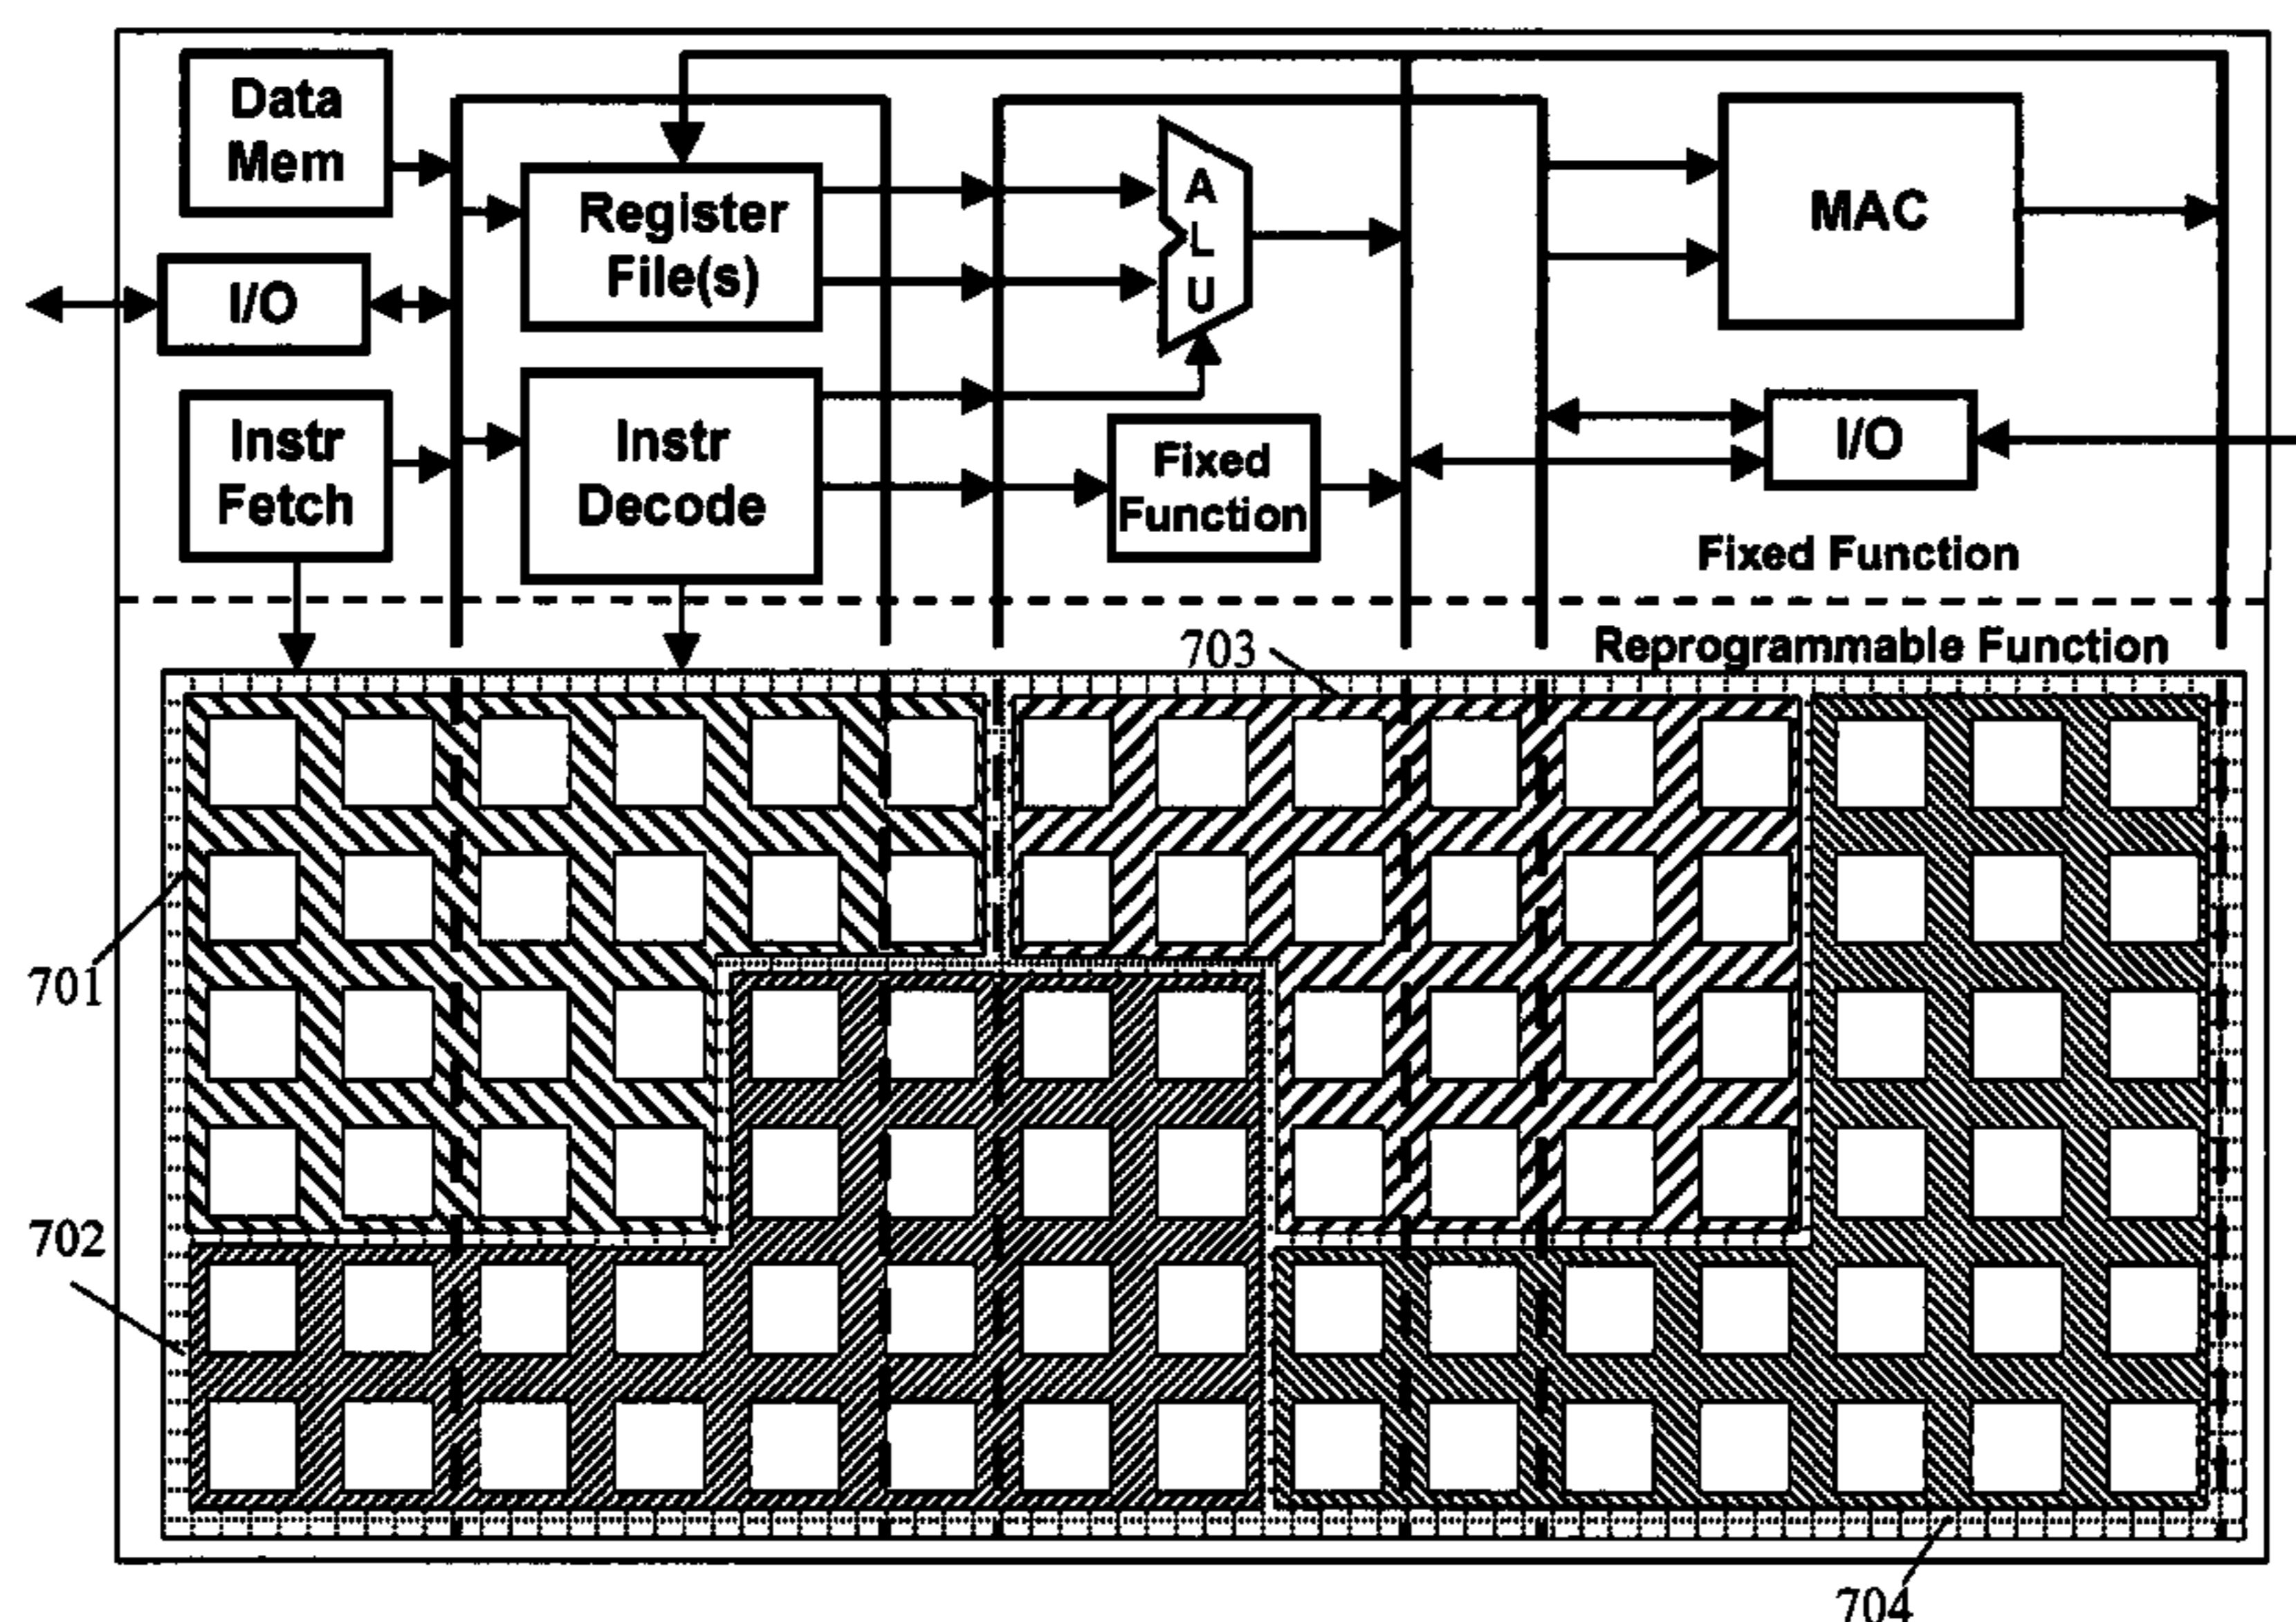 Data
Mem
Register
File(s)
A
L
U
MAC
I/O
Instr
Fetch
Instr
Decode
Fixed
Function
I/O
Fixed Function
Reprogrammable Function
703
701
702
704